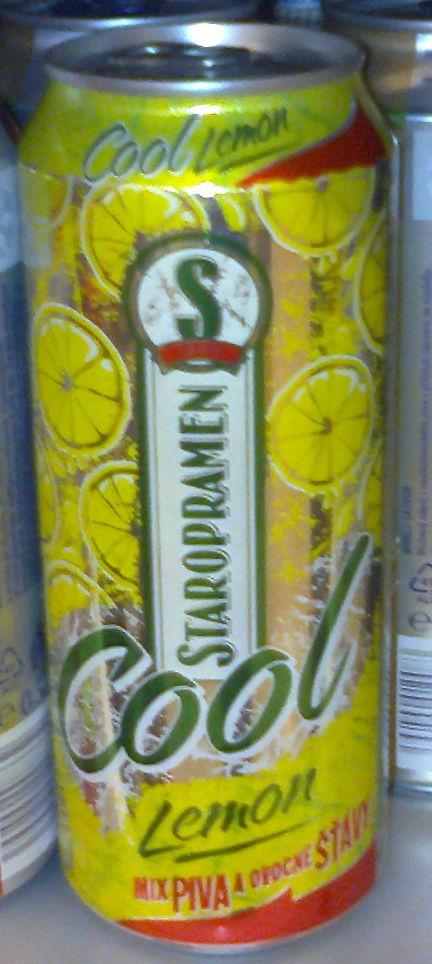 Cool Lemon
S
STAROPRAMEN
Cool
Lemon
MIX PIVA A OVOCNÉ ŠŤÁVY